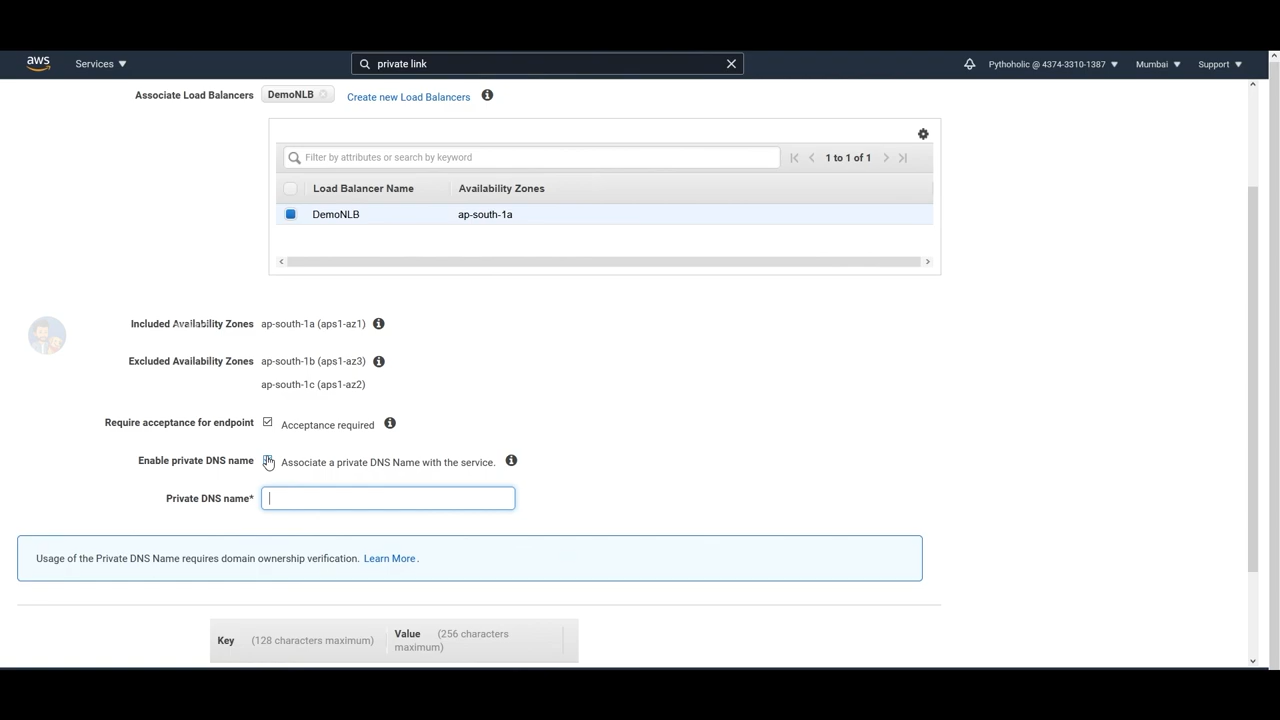 aws Services private link Pythoholic @ 4374-3310-1387 Mumbai Support
Associate Load Balancers DemoNLB Create new Load Balancers
Filter by attributes or search by keyword 1 to 1 of 1
Load Balancer Name Availability Zones
DemoNLB ap-south-1a
Included Availability Zones ap-south-1a (aps1-az1)
Excluded Availability Zones ap-south-1b (aps1-az3)
ap-south-1c (aps1-az2)
Require acceptance for endpoint Acceptance required
Enable private DNS name Associate a private DNS Name with the service.
Private DNS name*
Usage of the Private DNS Name requires domain ownership verification. Learn More.
Key (128 characters maximum) Value (256 characters
maximum)